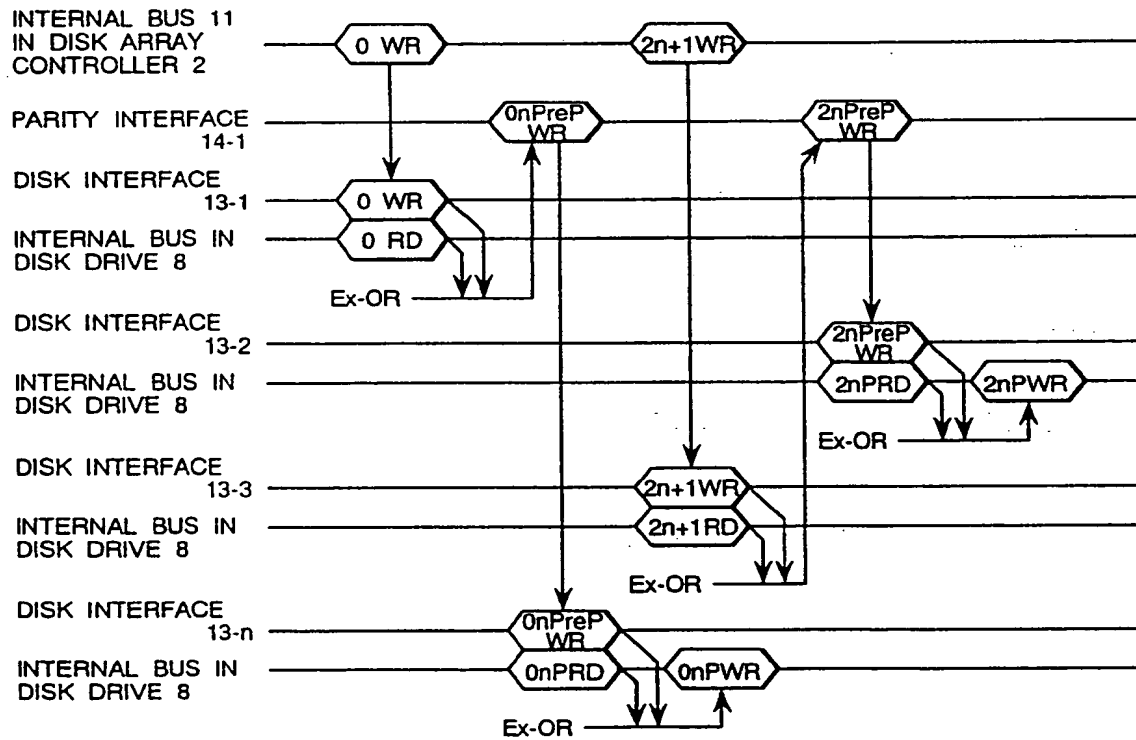 INTERNAL BUS 11
IN DISK ARRAY
CONTROLLER 2
0 WR
2n+1WR
PARITY INTERFACE
14-1
0nPreP
WR
2nPreP
WR
DISK INTERFACE
13-1
0 WR
INTERNAL BUS IN
DISK DRIVE 8
0 RD
Ex-OR
DISK INTERFACE
13-2
2nPreP
WR
INTERNAL BUS IN
DISK DRIVE 8
2nPRD
2nPWR
Ex-OR
DISK INTERFACE
13-3
2n+1WR
INTERNAL BUS IN
DISK DRIVE 8
2n+1RD
Ex-OR
DISK INTERFACE
13-n
0nPreP
WR
INTERNAL BUS IN
DISK DRIVE 8
0nPRD
0nPWR
Ex-OR